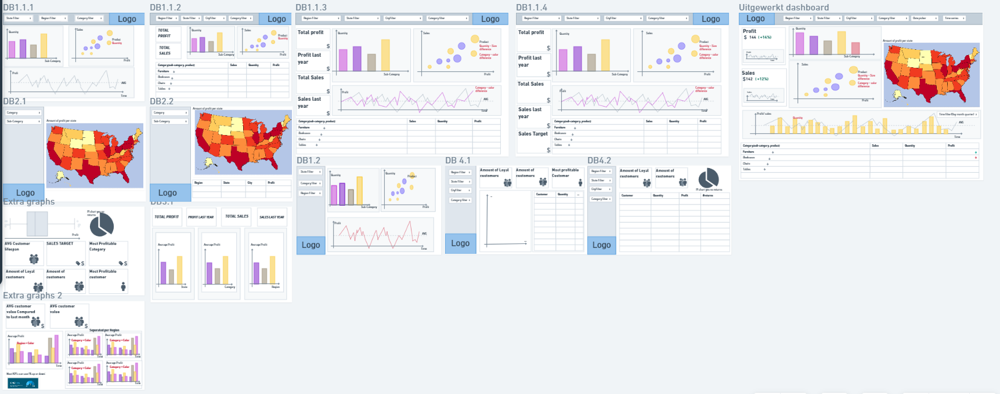 DB1.1.1
State Filter
Region Filter
Category Filter
Logo
Quantity
Sub-Category
Sales
Product
Quantity
Profit
Profit
AVG
Time
DB1.1.2
Region Filter
State Filter
CityFilter
Category Filter
Logo
TOTAL
PROFIT
TOTAL
SALES
Quantity
Sub-Category
Sales
Product
Quantity
Profit
Category(sub-category, product)
Sales
Quantity
Profit
Furniture
Bookcases
Chairs
Tables
DB1.1.3
Region Filter
State Filter
CityFilter
Category Filter
Logo
Total profit
$
Profit last
year
$
Total Sales
$
Sales last
year
$
Quantity
Sub-Category
Sales
Product
Quantity - Size
difference
Category - color
difference
Profit
Profit
Category - color
difference
AVG
Time
Category(sub-category, product)
Sales
Quantity
Profit
Furniture
Bookcases
Chairs
Tables
DB1.1.4
Region Filter
State Filter
CityFilter
Category Filter
Logo
Total profit
$
Profit last
year
$
Total Sales
$
Sales last
year
$
Sales Target
$
Quantity
Sub-Category
Sales
Product
Quantity - Size
difference
Category - color
difference
Profit
Profit
Category - color
difference
AVG
Time
Category(sub-category, product)
Sales
Quantity
Profit
Furniture
Bookcases
Chairs
Tables
Uitgewerkt dashboard
Logo
Region Filter
State Filter
CityFilter
Category Filter
Date picker
Time series
Profit
$ 144 (+14%)
Profit
Time
Sales
$142 (+12%)
Sales
Time
Quantity
Sub-Category
Sales
Product
Quantity - Size
difference
Category - color
difference
Profit
Amount of profit per state
Profit/ sales
Quantity
Time filter(Day month quarter)
AVG
Time
Category(sub-category, product)
Sales
Quantity
Profit
Furniture
Bookcases
Chairs
Tables
DB2.1
Category
Sub-Category
Amount of profit per state
Logo
DB2.2
Category
Sub-Category
Amount of profit per state
Region
State
City
Profit
Logo
DB1.2
State Filter
Category filter
Region Filter
Logo
Quantity
Sub-Category
Product
Profit
Profit
AVG
Time
DB 4.1
Region Filter
State Filter
CityFilter
Category Filter
Logo
Amount of Loyal
customers
Amount of
customers
Most profitable
Customer
Customer
Quantity
...
DB4.2
Region Filter
State Filter
CityFilter
Category Filter
Logo
Amount of Loyal
customers
Amount of
customers
PI chart yes no returns
Customer
Quantity
Profit
#returns
Extra graphs
Profit
PI chart yes no
returns
AVG Customer
lifespan
SALES TARGET
$
Most Profitable
Category
$
Amount of Loyal
customers
Amount of
customers
Most Profitable
customer
DB3.1
TOTAL PROFIT
PROFIT LAST YEAR
TOTAL SALES
SALES LAST YEAR
Average Profit
State
Average Profit
Category
Average Profit
Region
Extra graphs 2
AVG customer
value Compared
to last month
$
AVG customer
value
$
Seperated per Region
Average Profit
Region = Color
Time
Average Profit
Category = Color
Time
Average Profit
Category = Color
Time
Average Profit
Category = Color
Time
Average Profit
Category = Color
Time
Most KPI's can use % up or down